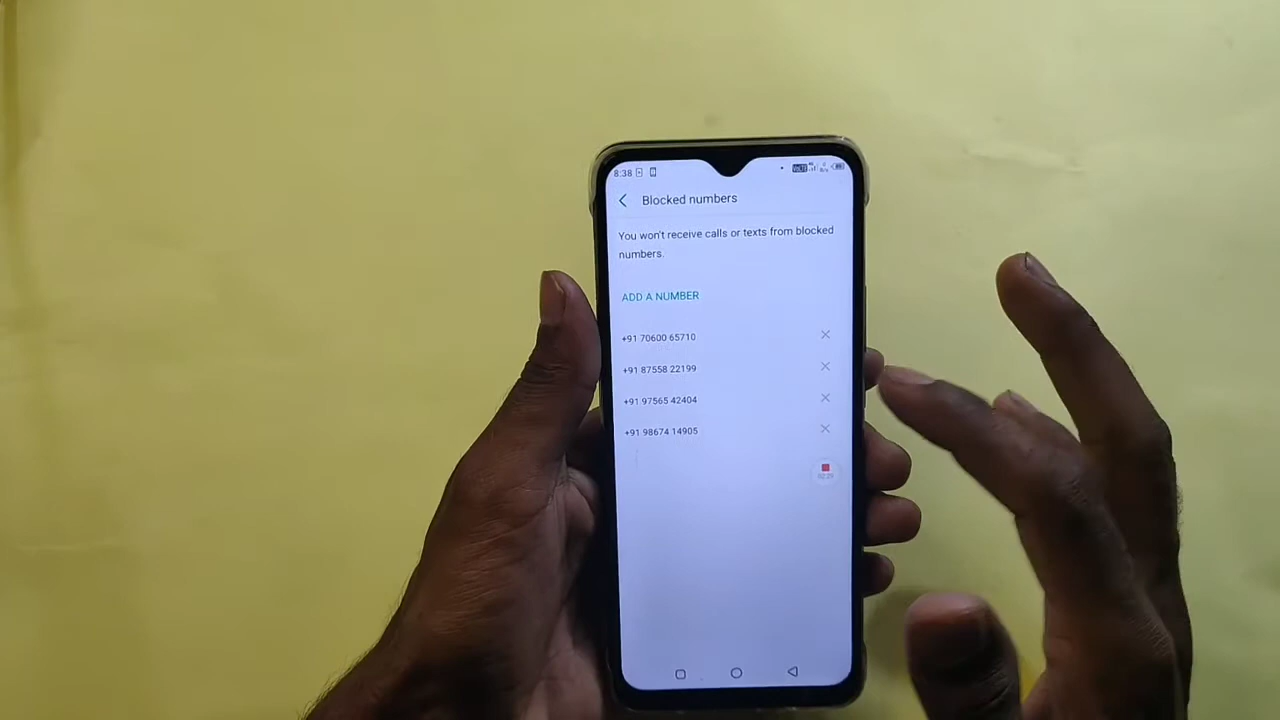 8:38
Blocked numbers
You won't receive calls or texts from blocked
numbers.
ADD A NUMBER
+91 70600 65710
+91 87558 22199
+91 97565 42404
+91 98674 14905